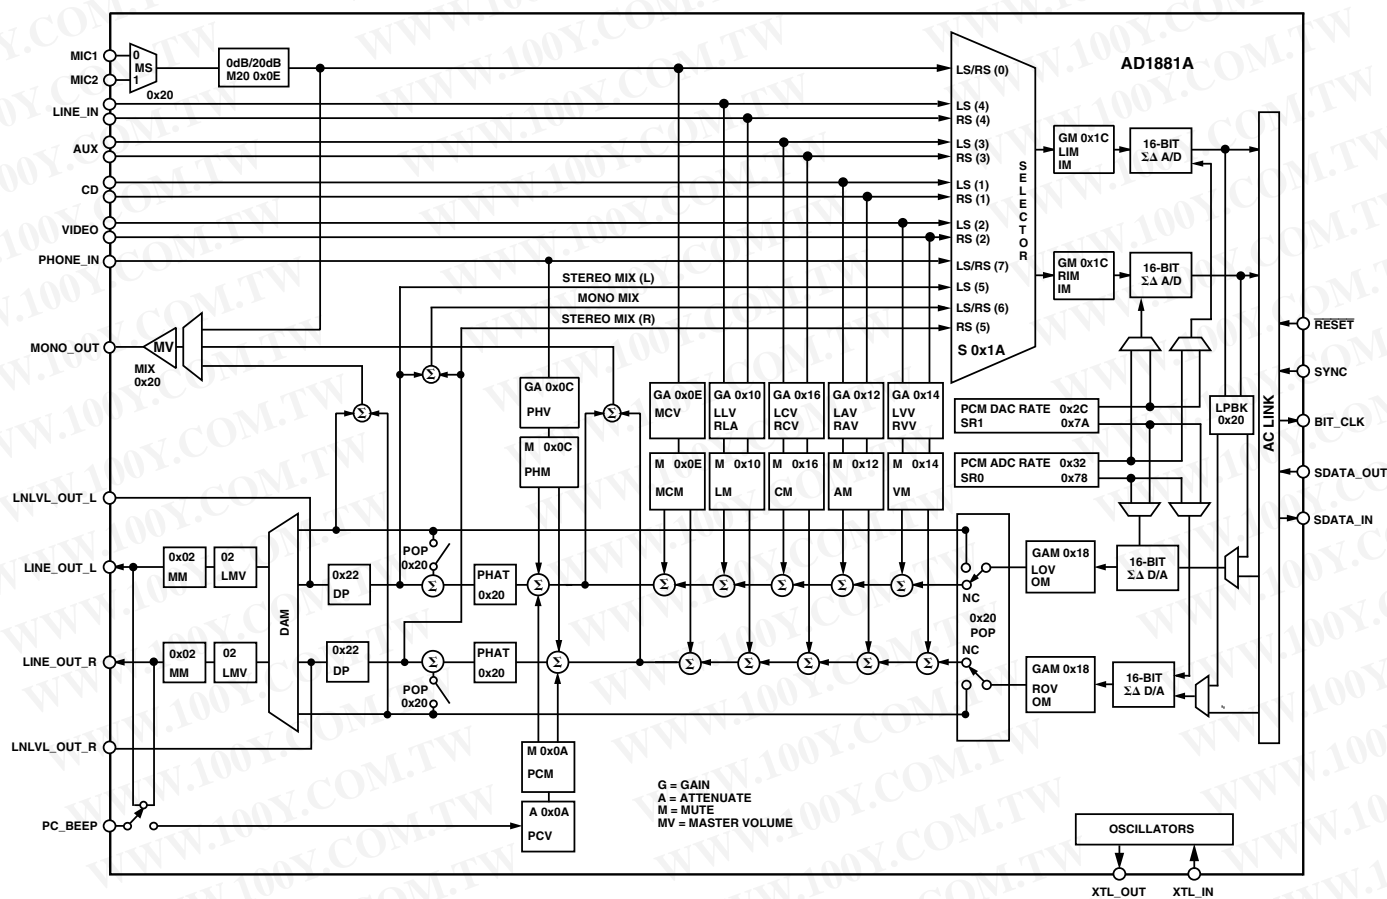 AD1881A
MIC1
MIC2
0
MS
1
0x20
0dB/20dB
M20 0x0E
LINE_IN
AUX
CD
VIDEO
PHONE_IN
LS/RS (0)
LS (4)
RS (4)
LS (3)
RS (3)
LS (1)
RS (1)
LS (2)
RS (2)
LS/RS (7)
LS (5)
LS/RS (6)
RS (5)
S 0x1A
SELECTOR
STEREO MIX (L)
MONO MIX
STEREO MIX (R)
GM 0x1C
LIM
IM
16-BIT
ΣΔ A/D
GM 0x1C
RIM
IM
16-BIT
ΣΔ A/D
MONO_OUT
MV
MIX
0x20
Σ
Σ
Σ
GA 0x0C
PHV
M 0x0C
PHM
GA 0x0E
MCV
GA 0x10
LLV
RLA
GA 0x16
LCV
RCV
GA 0x12
LAV
RAV
GA 0x14
LVV
RVV
M 0x0E
MCM
M 0x10
LM
M 0x16
CM
M 0x12
AM
M 0x14
VM
PCM DAC RATE 0x2C
SR1 0x7A
PCM ADC RATE 0x32
SR0 0x78
LPBK
0x20
AC LINK
RESET
SYNC
BIT_CLK
SDATA_OUT
SDATA_IN
LNLVL_OUT_L
LINE_OUT_L
0x02
MM
02
LMV
DAM
0x22
DP
POP
0x20
Σ
PHAT
0x20
Σ
Σ
Σ
Σ
Σ
Σ
NC
0x20
POP
NC
GAM 0x18
LOV
OM
16-BIT
ΣΔ D/A
LINE_OUT_R
0x02
MM
02
LMV
0x22
DP
Σ
POP
0x20
PHAT
0x20
Σ
Σ
Σ
Σ
Σ
Σ
GAM 0x18
ROV
OM
16-BIT
ΣΔ D/A
LNLVL_OUT_R
M 0x0A
PCM
A 0x0A
PCV
PC_BEEP
G = GAIN
A = ATTENUATE
M = MUTE
MV = MASTER VOLUME
OSCILLATORS
XTL_OUT
XTL_IN
WWW.100Y.COM.TW